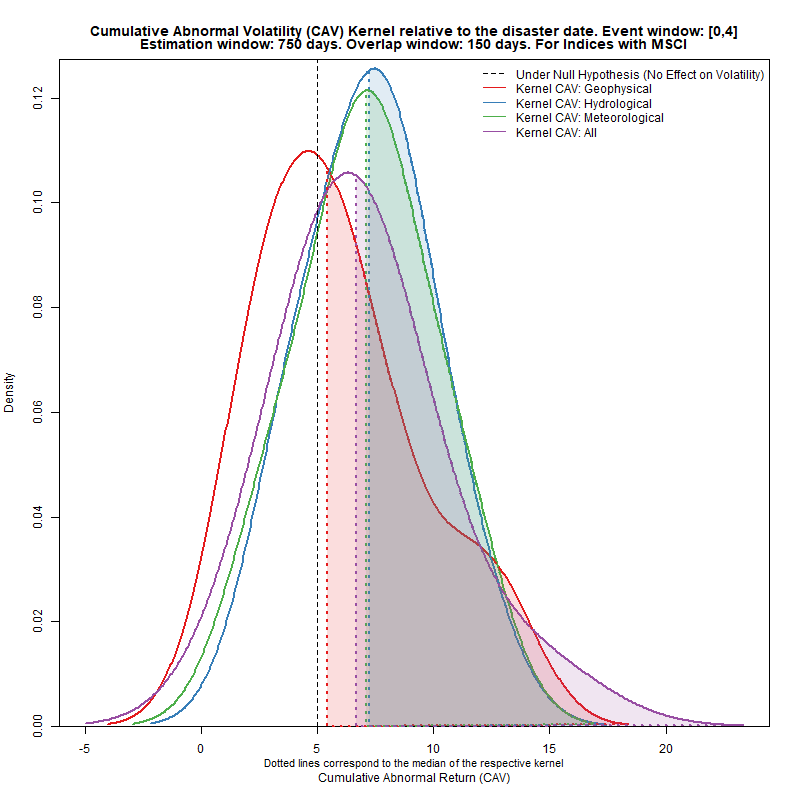 Cumulative Abnormal Volatility (CAV) Kernel relative to the disaster date. Event window: [0,4]
Estimation window: 750 days. Overlap window: 150 days. For Indices with MSCI
Under Null Hypothesis (No Effect on Volatility)
Kernel CAV: Geophysical
Kernel CAV: Hydrological
Kernel CAV: Meteorological
Kernel CAV: All
Density
0.12
0.10
0.08
0.06
0.04
0.02
0.00
-5 0 5 10 15 20
Dotted lines correspond to the median of the respective kernel
Cumulative Abnormal Return (CAV)